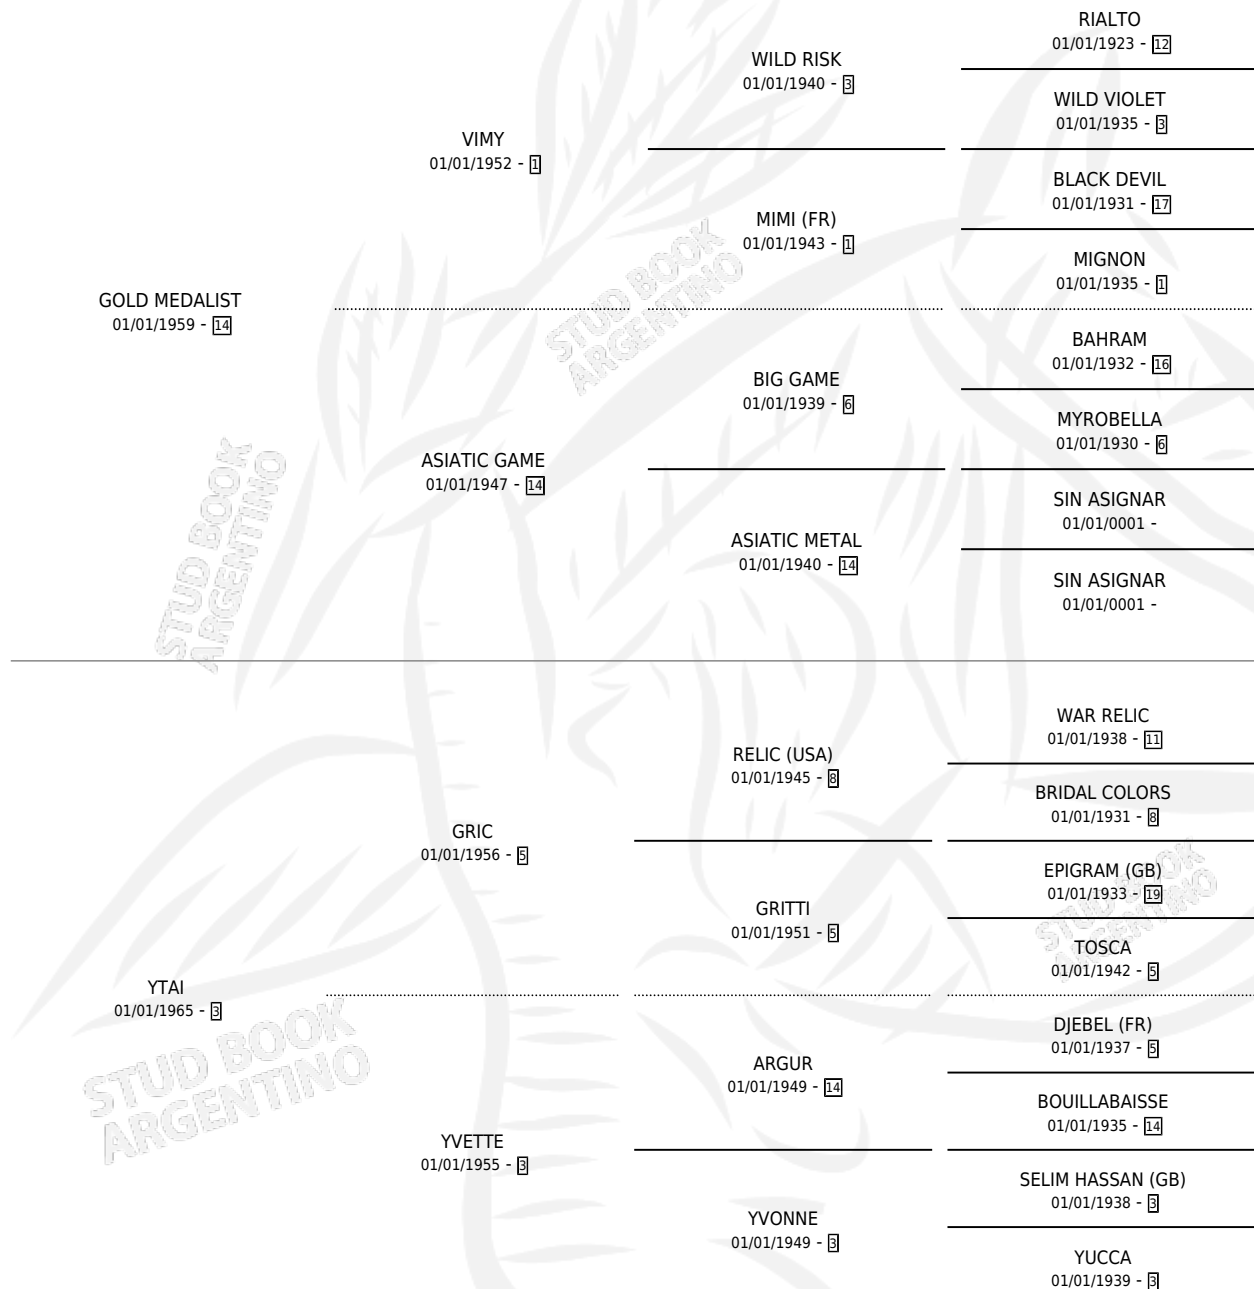 RIALTO
01/01/1923 - 12
WILD RISK
01/01/1940 - 3
WILD VIOLET
01/01/1935 - 3
VIMY
01/01/1952 - 1
BLACK DEVIL
01/01/1931 - 17
MIMI (FR)
01/01/1943 - 1
MIGNON
01/01/1935 - 1
GOLD MEDALIST
01/01/1959 - 14
BAHRAM
01/01/1932 - 16
BIG GAME
01/01/1939 - 6
MYROBELLA
01/01/1930 - 6
ASIATIC GAME
01/01/1947 - 14
SIN ASIGNAR
01/01/0001 -
ASIATIC METAL
01/01/1940 - 14
SIN ASIGNAR
01/01/0001 -
WAR RELIC
01/01/1938 - 11
RELIC (USA)
01/01/1945 - 8
BRIDAL COLORS
01/01/1931 - 8
GRIC
01/01/1956 - 5
EPIGRAM (GB)
01/01/1933 - 19
GRITTI
01/01/1951 - 5
TOSCA
01/01/1942 - 5
YTAI
01/01/1965 - 3
DJEBEL (FR)
01/01/1937 - 5
ARGUR
01/01/1949 - 14
BOUILLABAISSE
01/01/1935 - 14
YVETTE
01/01/1955 - 3
SELIM HASSAN (GB)
01/01/1938 - 3
YVONNE
01/01/1949 - 3
YUCCA
01/01/1939 - 3
STUD BOOK
ARGENTINO
STUD BOOK
ARGENTINO
STUD BOOK
ARGENTINO
STUD BOOK
ARGENTINO